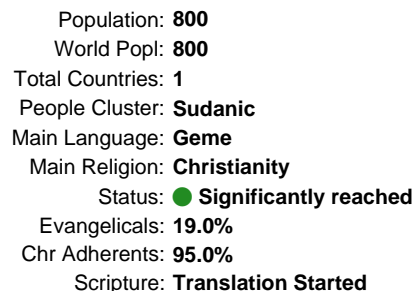 Population: 800
World Popl: 800
Total Countries: 1
People Cluster: Sudanic
Main Language: Geme
Main Religion: Christianity
Status: Significantly reached
Evangelicals: 19.0%
Chr Adherents: 95.0%
Scripture: Translation Started